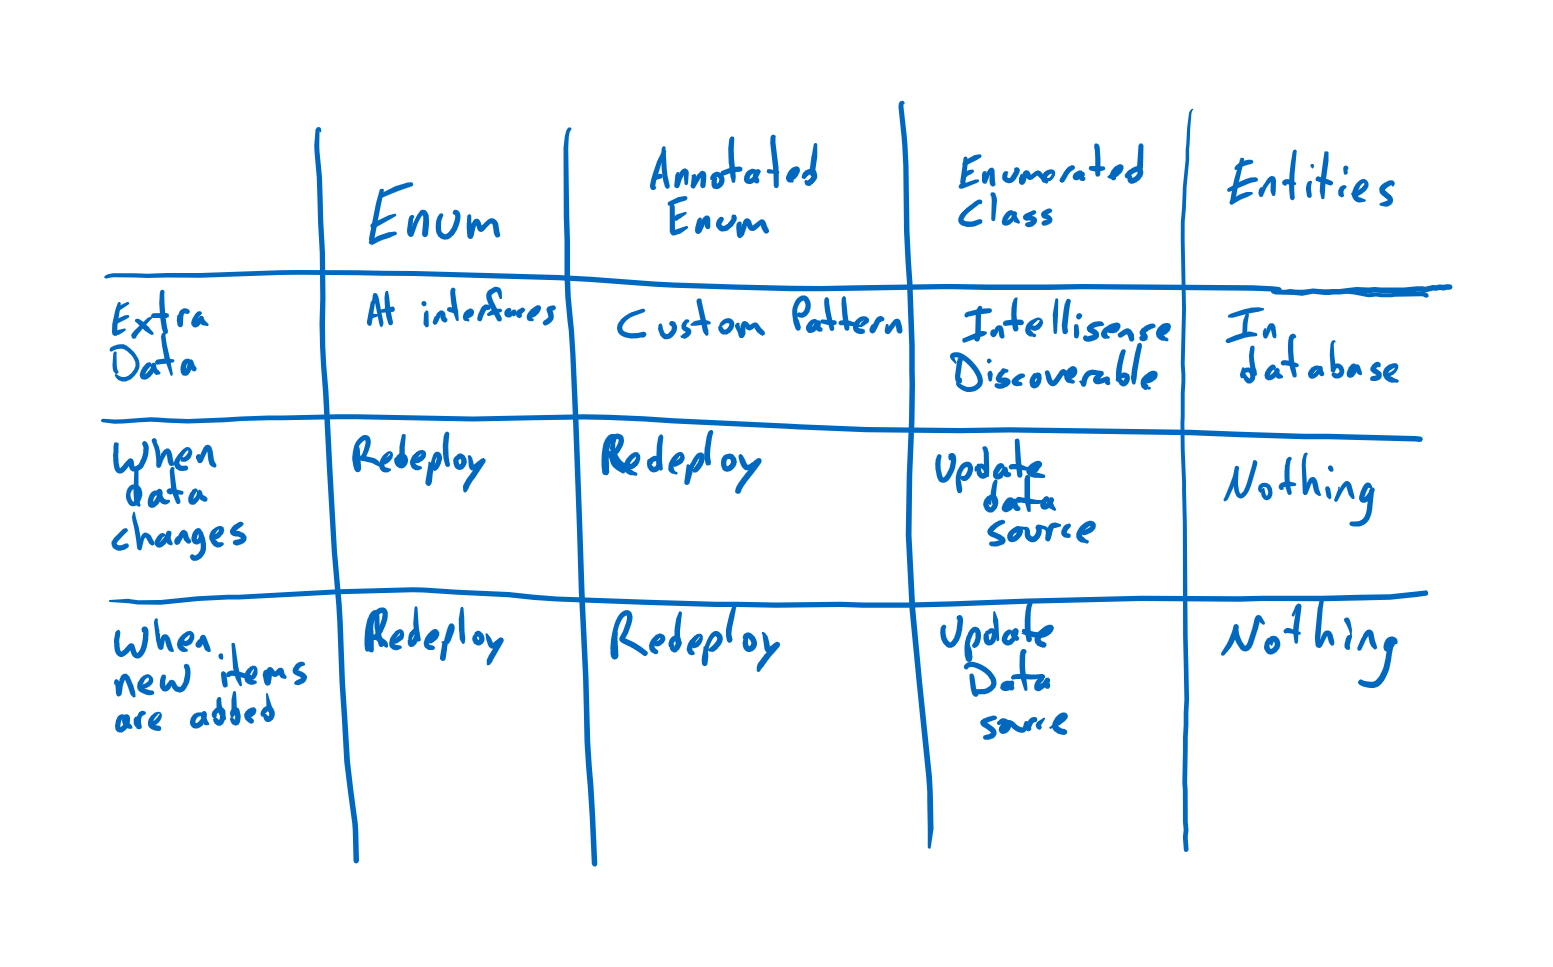 Enum
Annotated
Enum
Enumorated
Class
Entities
Extra
Data
At interfaces
Custom Pattern
Intellisense
Discoverable
In
database
When
data
changes
Redeploy
Redeploy
Update
data
source
Nothing
When
new items
are added
Redeploy
Redeploy
Update
Data
source
Nothing